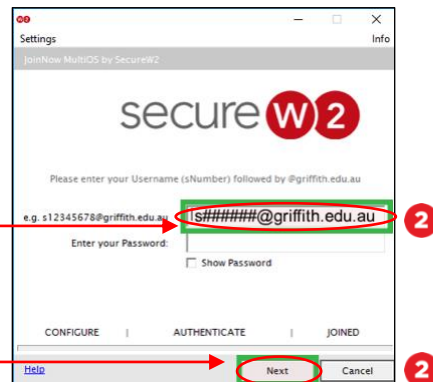 Settings Info
JoinNow MultiOS by SecureW2
secure W2
Please enter your Username (sNumber) followed by @griffith.edu.au
e.g. s12345678@griffith.edu.au s######@griffith.edu.au 2
Enter your Password:
Show Password
CONFIGURE | AUTHENTICATE | JOINED
Help Next Cancel 2